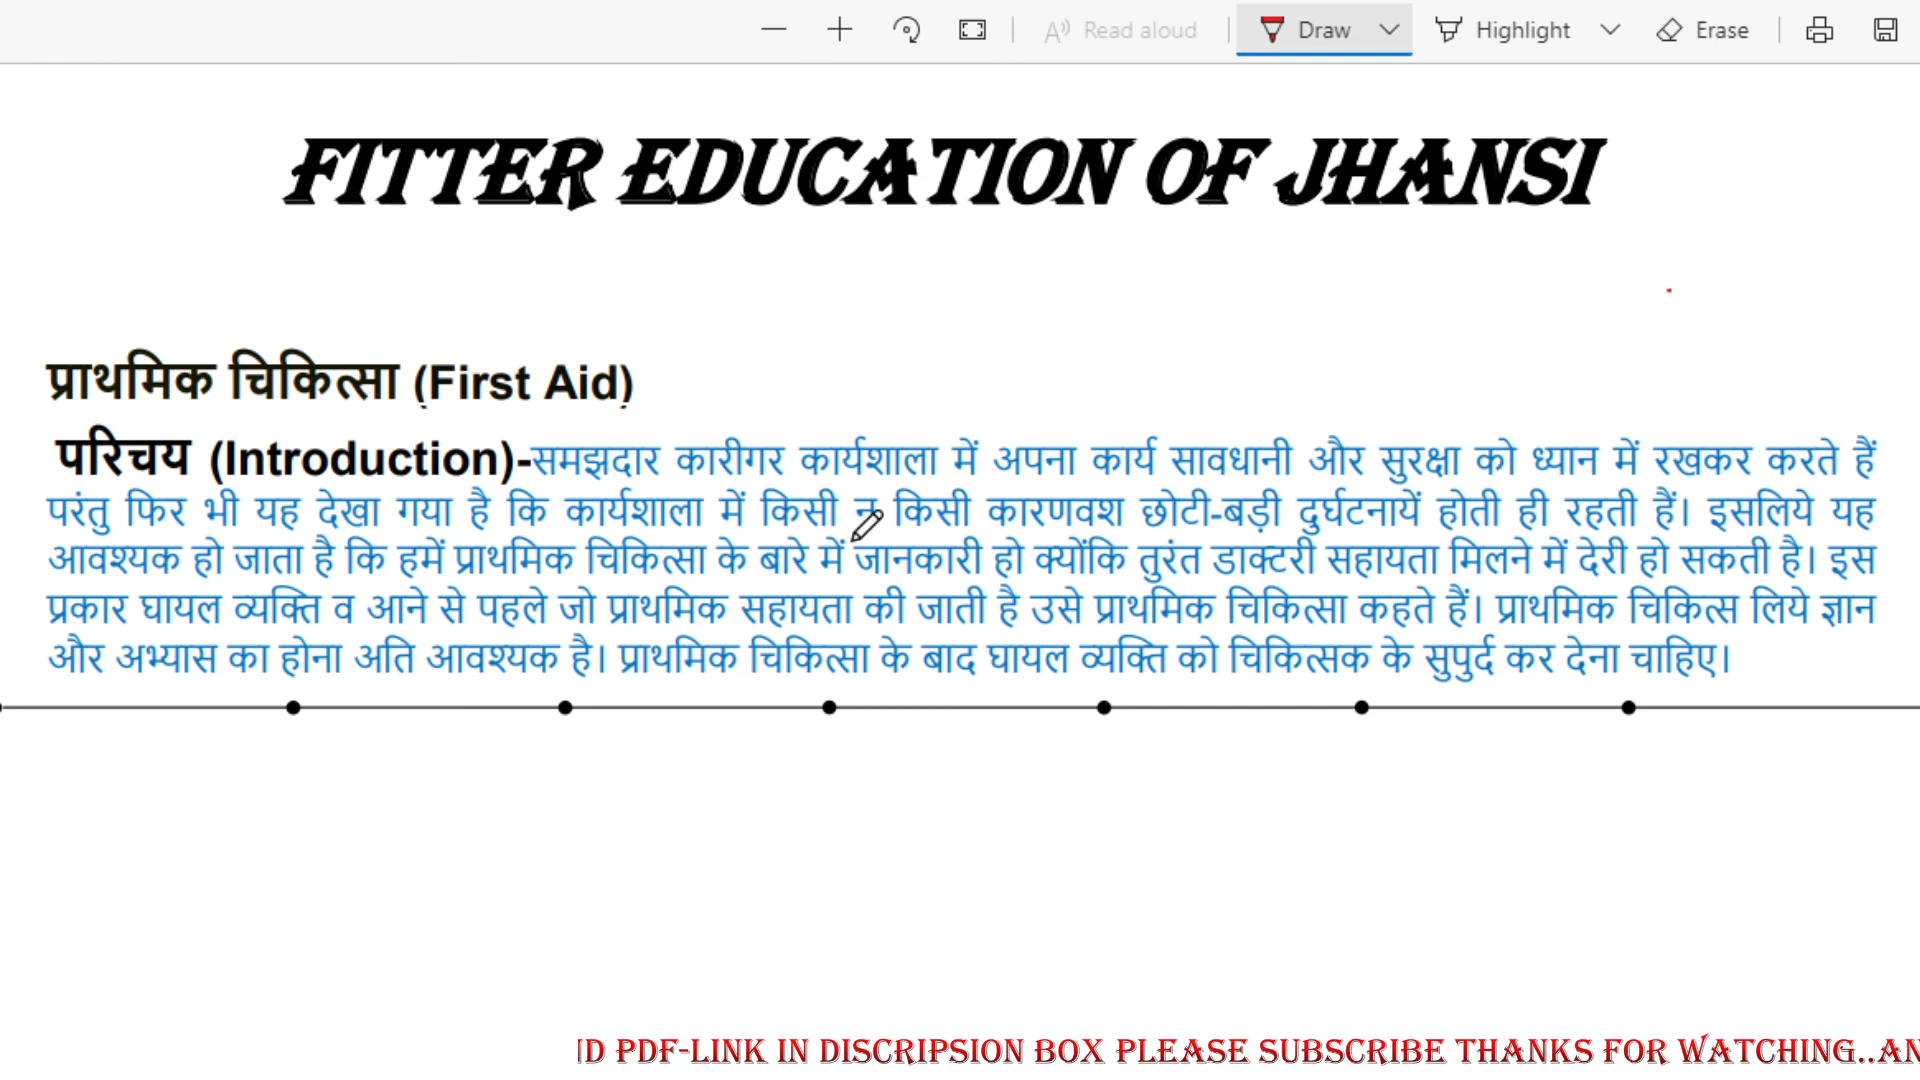 Read aloud Draw Highlight Erase
FITTER EDUCATION OF JHANSI
प्राथमिक चिकित्सा (First Aid)
परिचय (Introduction)-समझदार कारीगर कार्यशाला में अपना कार्य सावधानी और सुरक्षा को ध्यान में रखकर करते हैं
परंतु फिर भी यह देखा गया है कि कार्यशाला में किसी न किसी कारणवश छोटी-बड़ी दुर्घटनायें होती ही रहती हैं। इसलिये यह
आवश्यक हो जाता है कि हमें प्राथमिक चिकित्सा के बारे में जानकारी हो क्योंकि तुरंत डाक्टरी सहायता मिलने में देरी हो सकती है। इस
प्रकार घायल व्यक्ति व आने से पहले जो प्राथमिक सहायता की जाती है उसे प्राथमिक चिकित्सा कहते हैं। प्राथमिक चिकित्स लिये ज्ञान
और अभ्यास का होना अति आवश्यक है। प्राथमिक चिकित्सा के बाद घायल व्यक्ति को चिकित्सक के सुपुर्द कर देना चाहिए।
D PDF-LINK IN DISCRIPSION BOX PLEASE SUBSCRIBE THANKS FOR WATCHING..AN